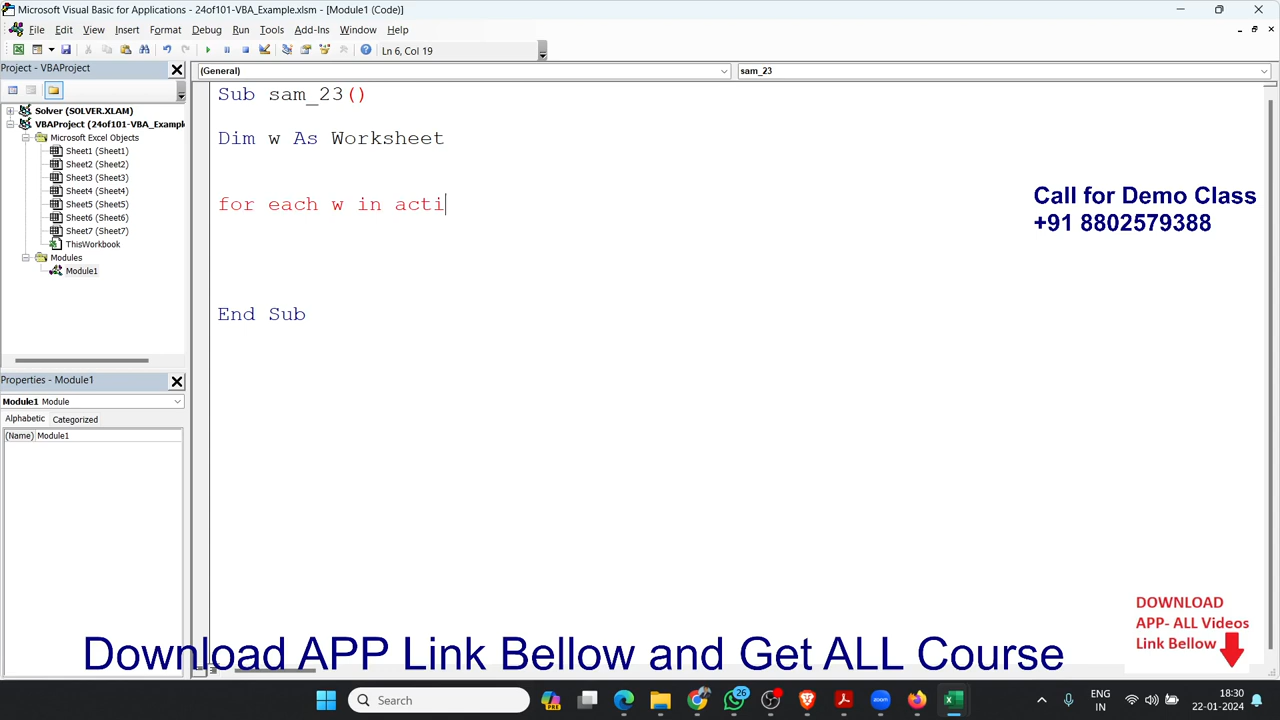 Microsoft Visual Basic for Applications - 24of101-VBA_Example.xlsm - [Module1 (Code)]
File Edit View Insert Format Debug Run Tools Add-Ins Window Help
Ln 6, Col 19
Project - VBAProject
(General)
sam_23
Solver (SOLVER.XLAM)
VBAProject (24of101-VBA_Example
Microsoft Excel Objects
Sheet1 (Sheet1)
Sheet2 (Sheet2)
Sheet3 (Sheet3)
Sheet4 (Sheet4)
Sheet5 (Sheet5)
Sheet6 (Sheet6)
Sheet7 (Sheet7)
ThisWorkbook
Modules
Module1
Sub sam_23()
Dim w As Worksheet
for each w in acti
End Sub
Call for Demo Class
+91 8802579388
Properties - Module1
Module1 Module
Alphabetic Categorized
(Name) Module1
DOWNLOAD
APP- ALL Videos
Link Bellow
Download APP Link Bellow and Get ALL Course
Search
PRE
26
zoom
ENG
IN
18:30
22-01-2024